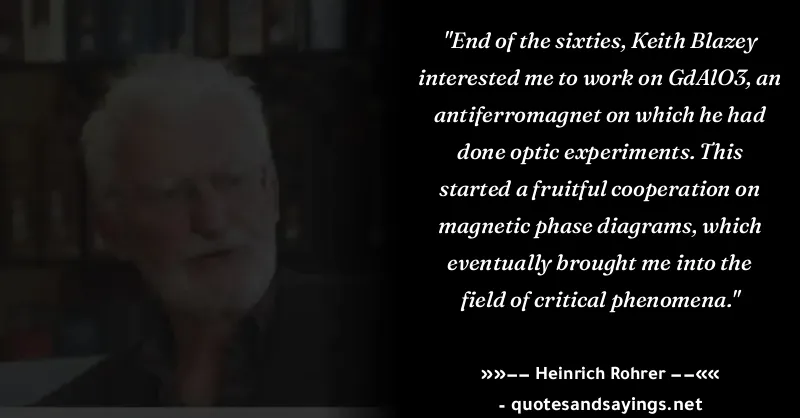 "End of the sixties, Keith Blazey
interested me to work on GdAlO3, an
antiferromagnet on which he had
done optic experiments. This
started a fruitful cooperation on
magnetic phase diagrams, which
eventually brought me into the
field of critical phenomena."
»»–– Heinrich Rohrer ––««
- quotesandsayings.net